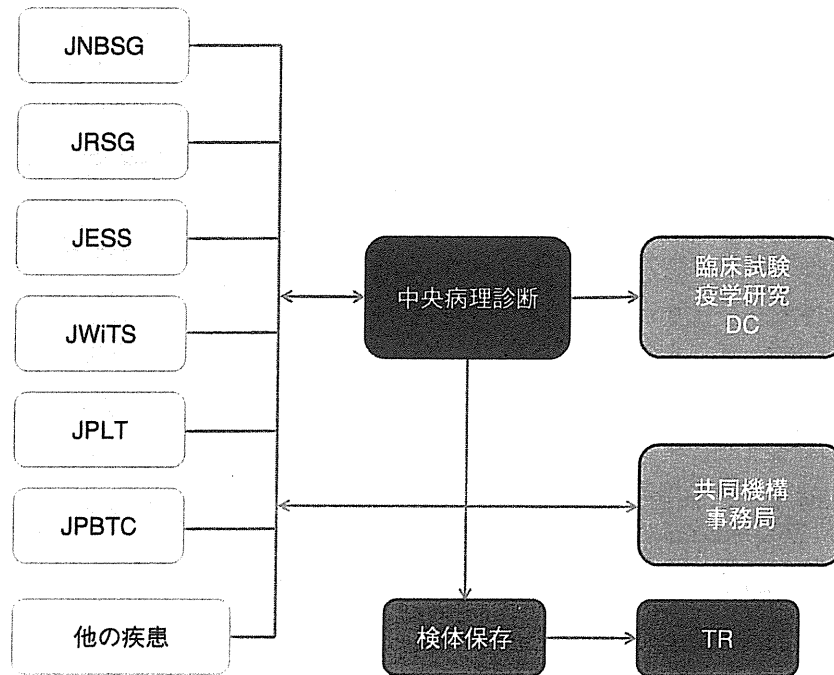 JNBSG
JRSG
JESS
JWiTS
JPLT
JPBTC
他の疾患
中央病理診断
臨床試験
疫学研究
DC
共同機構
事務局
検体保存
TR